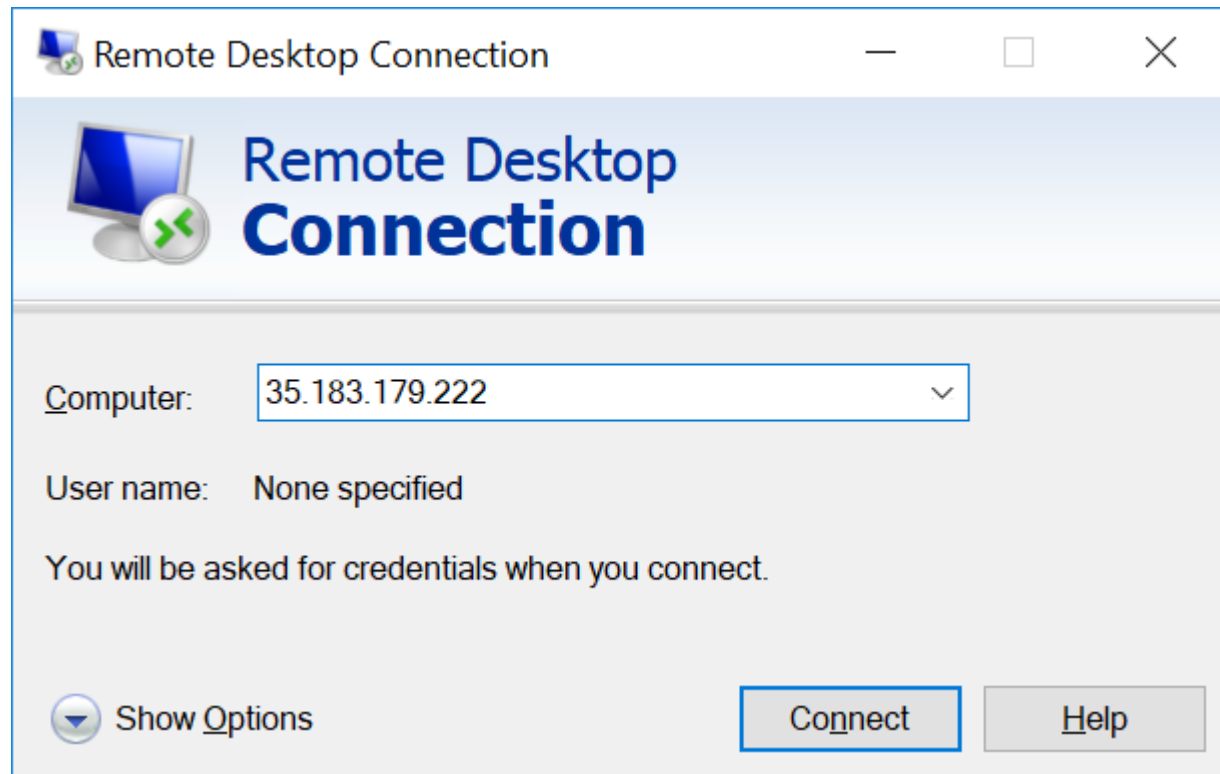 Remote Desktop Connection
Remote Desktop
Connection
Computer: 35.183.179.222
User name: None specified
You will be asked for credentials when you connect.
Show Options Connect Help